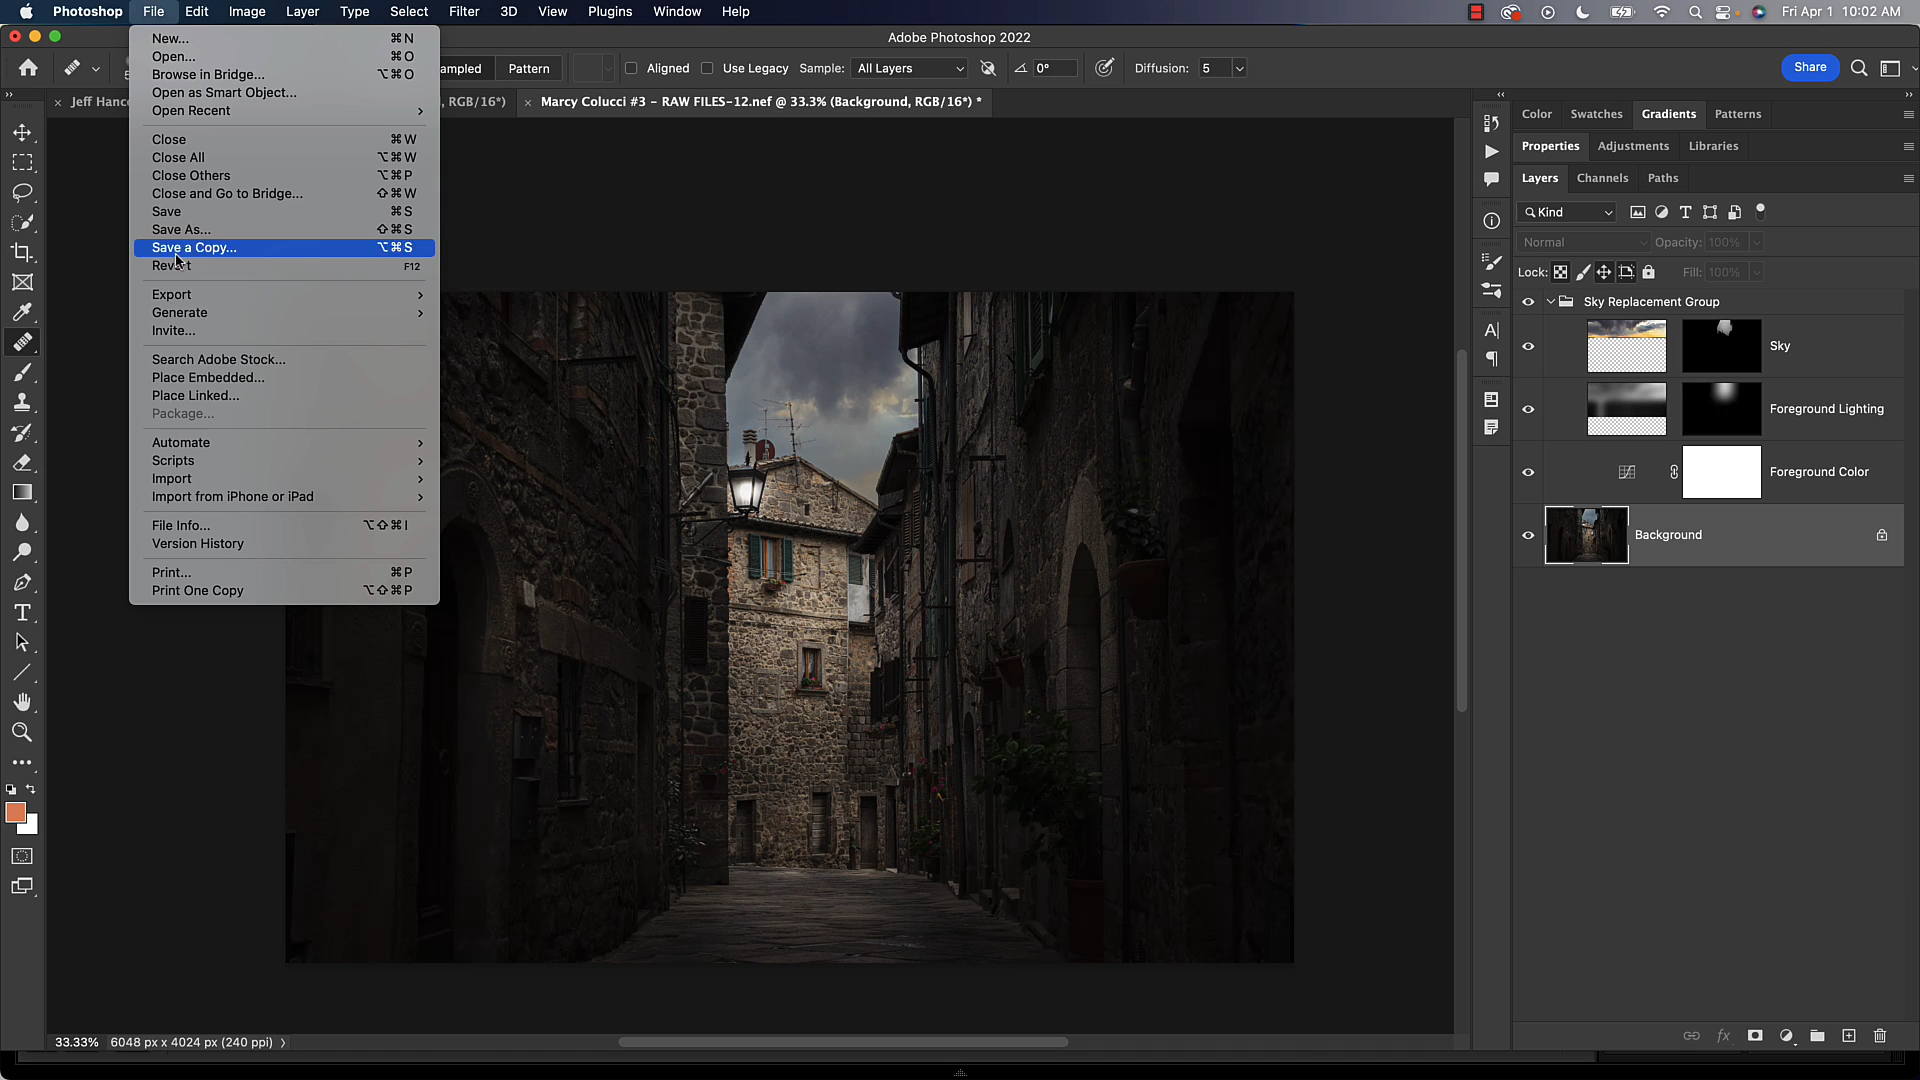 Photoshop File Edit Image Layer Type Select Filter 3D View Plugins Window Help Fri Apr 1 10:02 AM
Adobe Photoshop 2022
ampled Pattern Aligned Use Legacy Sample: All Layers 0° Diffusion: 5 Share
Jeff Hanc , RGB/16*) Marcy Colucci #3 - RAW FILES-12.nef @ 33.3% (Background, RGB/16*) *
New... ⌘N
Open... ⌘O
Browse in Bridge... ⌥⌘O
Open as Smart Object...
Open Recent
Close ⌘W
Close All ⌥⌘W
Close Others ⌥⌘P
Close and Go to Bridge... ⇧⌘W
Save ⌘S
Save As... ⇧⌘S
Save a Copy... ⌥⌘S
Revert F12
Export
Generate
Invite...
Search Adobe Stock...
Place Embedded...
Place Linked...
Package...
Automate
Scripts
Import
Import from iPhone or iPad
File Info... ⌥⇧⌘I
Version History
Print... ⌘P
Print One Copy ⌥⇧⌘P
Color Swatches Gradients Patterns
Properties Adjustments Libraries
Layers Channels Paths
Kind
Normal Opacity: 100%
Lock: Fill: 100%
Sky Replacement Group
Sky
Foreground Lighting
Foreground Color
Background
33.33% 6048 px x 4024 px (240 ppi)